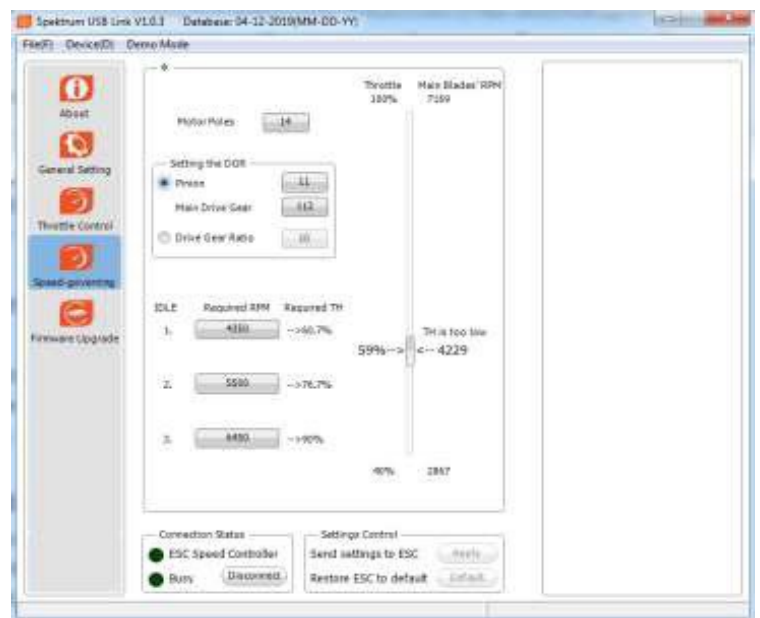 Spektrum USB Link V1.0.1 Database: 04-12-2019(MM-DD-YY)
File(F) Device(D) Demo Mode
About
General Setting
Throttle Control
Speed-governing
Firmware Upgrade
Throttle Main Blades' RPM
100% 7169
Motor Poles 14
Setting the DGR
Pinion 11
Main Drive Gear
Drive Gear Ratio
IDLE Required RPM Required TH
1. -->60.7%
TH is too low
59%--> <-- 4229
2. 5500 -->76.7%
3. 6450 -->90%
40% 2867
Connection Status
ESC Speed Controller
Busy Disconnect
Settings Control
Send settings to ESC Apply
Restore ESC to default Default